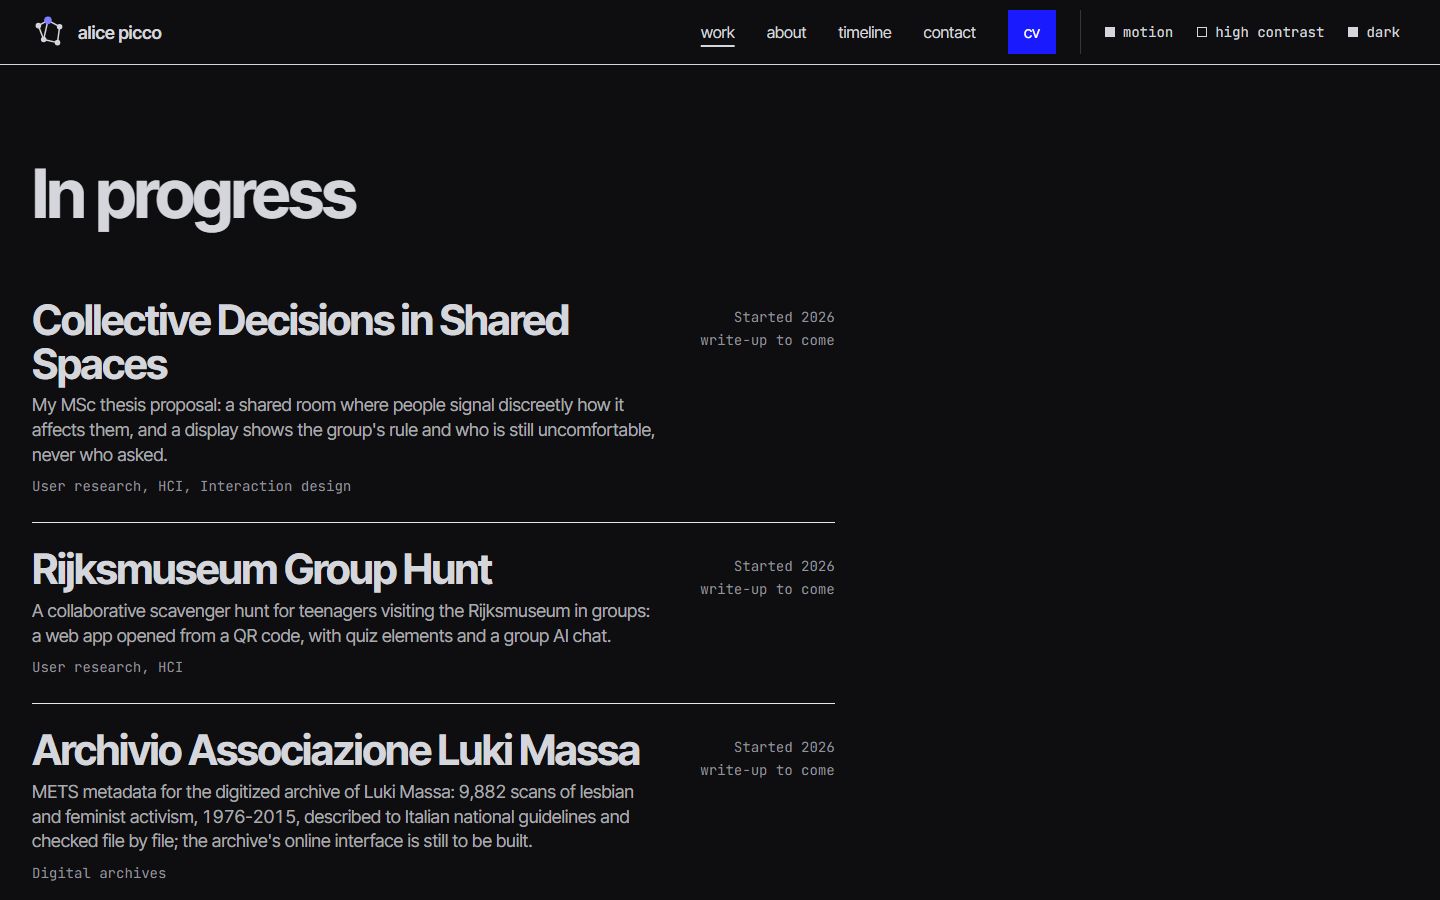 alice picco
work
about
timeline
contact
cv
motion
high contrast
dark
In progress
Collective Decisions in Shared
Spaces
Started 2026
write-up to come
My MSc thesis proposal: a shared room where people signal discreetly how it
affects them, and a display shows the group's rule and who is still uncomfortable,
never who asked.
User research, HCI, Interaction design
Rijksmuseum Group Hunt
Started 2026
write-up to come
A collaborative scavenger hunt for teenagers visiting the Rijksmuseum in groups:
a web app opened from a QR code, with quiz elements and a group AI chat.
User research, HCI
Archivio Associazione Luki Massa
Started 2026
write-up to come
METS metadata for the digitized archive of Luki Massa: 9,882 scans of lesbian
and feminist activism, 1976-2015, described to Italian national guidelines and
checked file by file; the archive's online interface is still to be built.
Digital archives